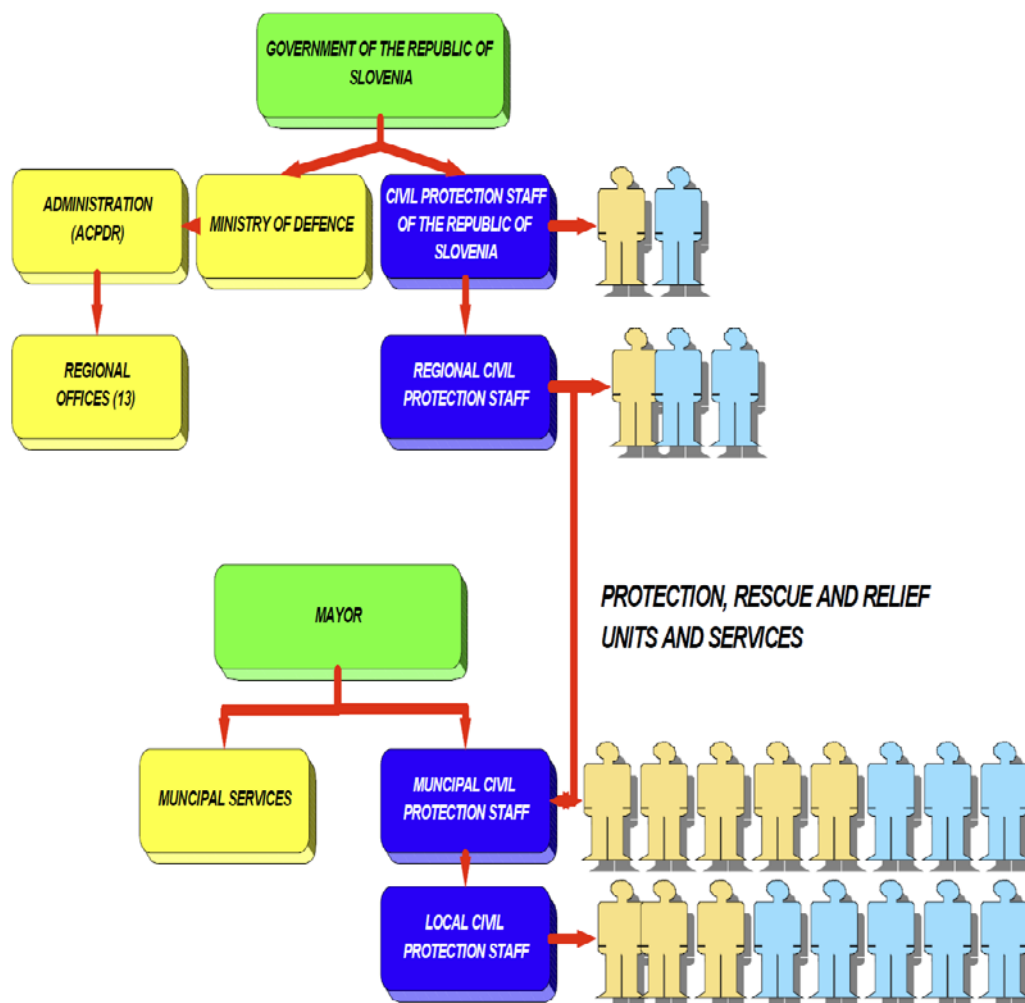 GOVERNMENT OF THE REPUBLIC OF
SLOVENIA
ADMINISTRATION
(ACPDR)
MINISTRY OF DEFENCE
CIVIL PROTECTION STAFF
OF THE REPUBLIC OF
SLOVENIA
REGIONAL
OFFICES (13)
REGIONAL CIVIL
PROTECTION STAFF
PROTECTION, RESCUE AND RELIEF
UNITS AND SERVICES
MAYOR
MUNCIPAL SERVICES
MUNCIPAL CIVIL
PROTECTION STAFF
LOCAL CIVIL
PROTECTION STAFF